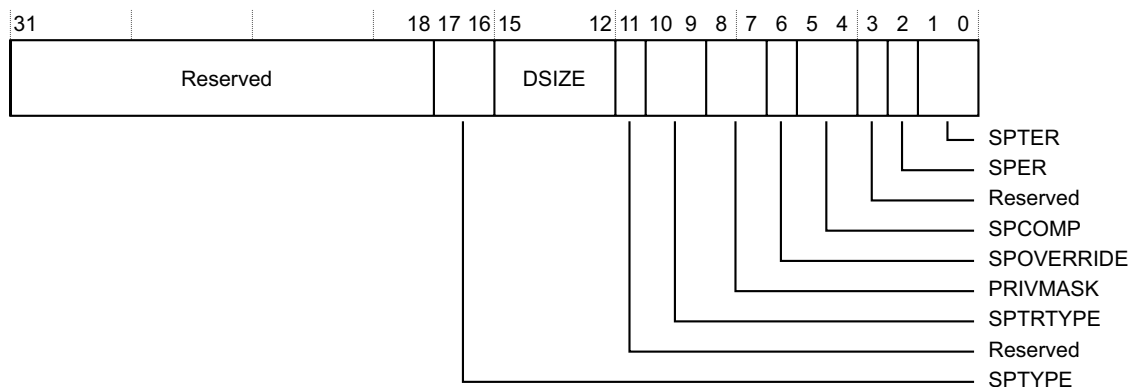 31 18 17 16 15 12 11 10 9 8 7 6 5 4 3 2 1 0
Reserved DSIZE
SPTER
SPER
Reserved
SPCOMP
SPOVERRIDE
PRIVMASK
SPTRTYPE
Reserved
SPTYPE